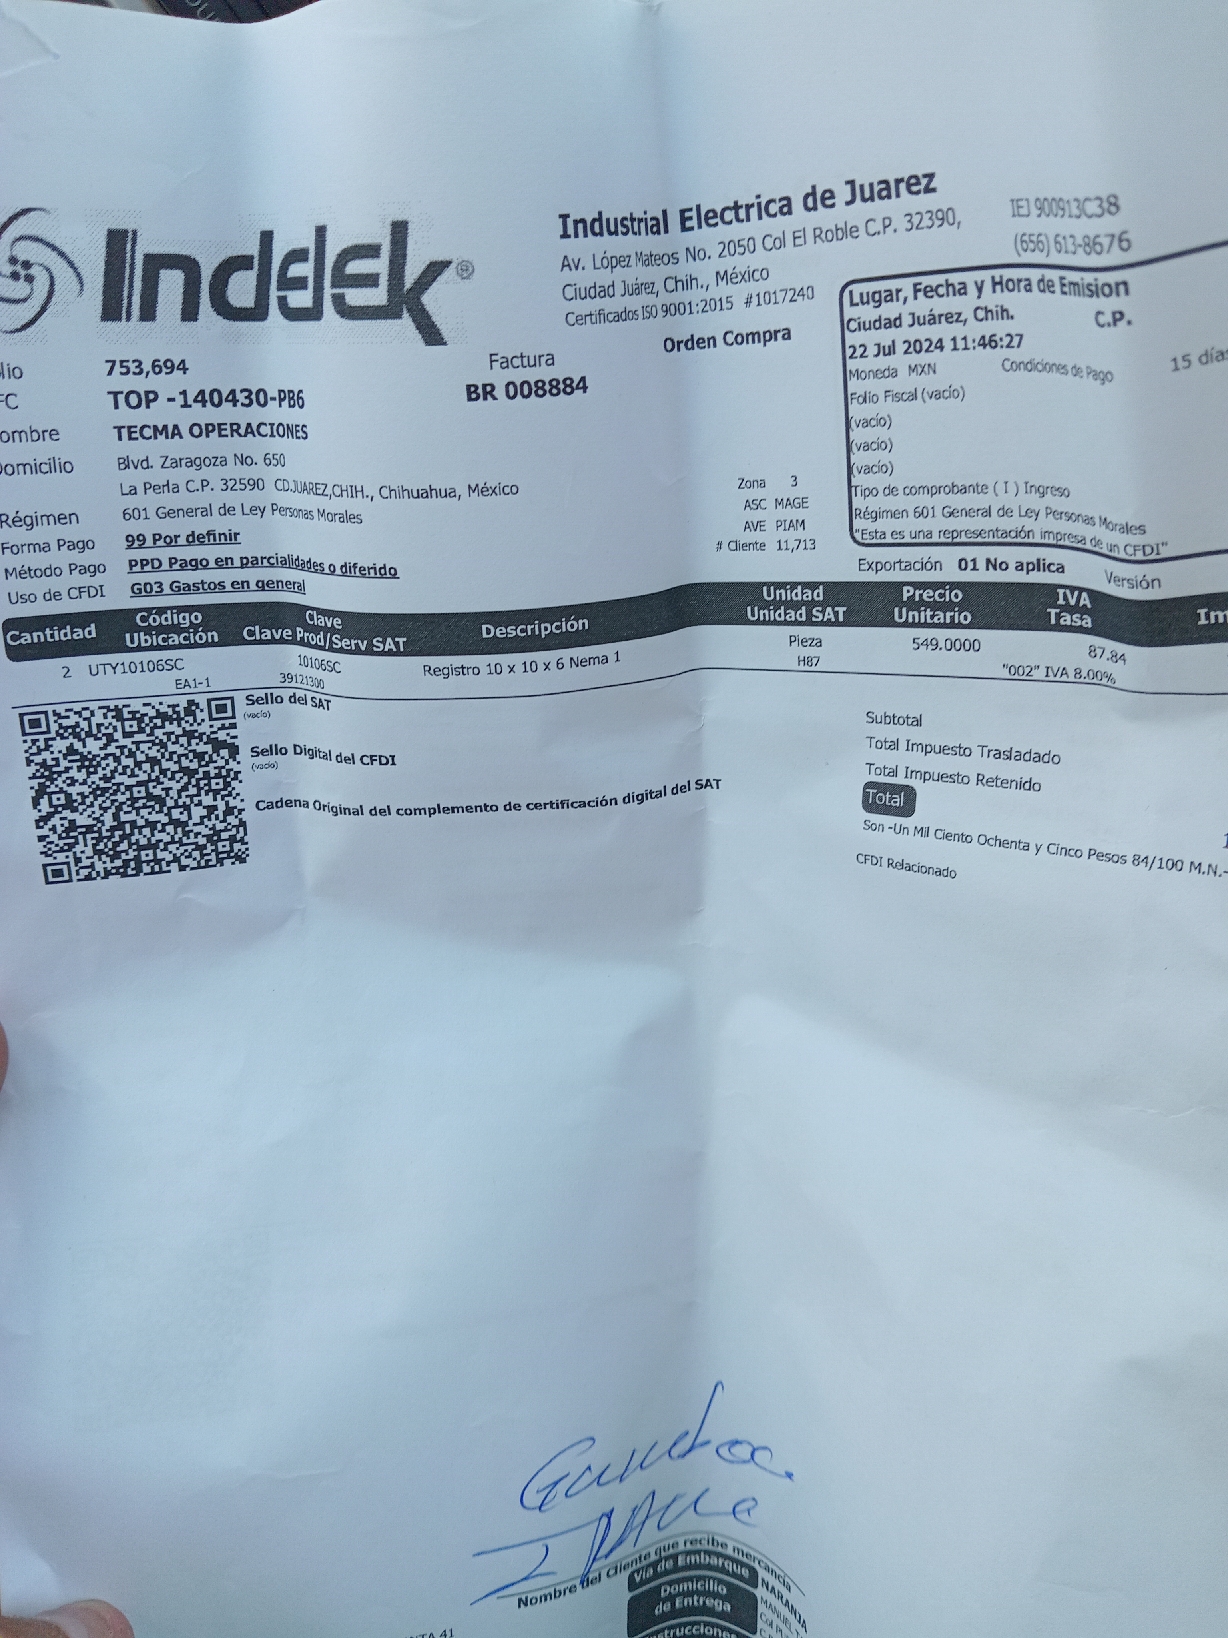 Indeek®
Industrial Electrica de Juarez
IEJ 900913C38
Av. López Mateos No. 2050 Col El Roble C.P. 32390,
(656) 613-8676
Ciudad Juárez, Chih., México
Certificados ISO 9001:2015 #1017240
Lugar, Fecha y Hora de Emision
Ciudad Juárez, Chih. C.P.
22 Jul 2024 11:46:27
Moneda MXN Condiciones de Pago 15 días
Folio Fiscal (vacío)
(vacío)
(vacío)
(vacío)
Tipo de comprobante ( I ) Ingreso
Régimen 601 General de Ley Personas Morales
"Esta es una representación impresa de un CFDI"
Factura
BR 008884
Orden Compra
lio 753,694
FC TOP -140430-PB6
ombre TECMA OPERACIONES
Domicilio Blvd. Zaragoza No. 650
La Perla C.P. 32590 CD.JUAREZ,CHIH., Chihuahua, México
Régimen 601 General de Ley Personas Morales
Forma Pago 99 Por definir
Método Pago PPD Pago en parcialidades o diferido
Uso de CFDI G03 Gastos en general
Zona 3
ASC MAGE
AVE PIAM
# Cliente 11,713
Exportación 01 No aplica Versión
Cantidad Código Ubicación Clave Clave Prod/Serv SAT Descripción Unidad Unidad SAT Precio Unitario IVA Tasa Im
2 UTY10106SC 10106SC Registro 10 x 10 x 6 Nema 1 Pieza 549.0000 87.84
EA1-1 39121300 H87 "002" IVA 8.00%
Sello del SAT
(vacío)
Sello Digital del CFDI
(vacío)
Cadena Original del complemento de certificación digital del SAT
Subtotal
Total Impuesto Trasladado
Total Impuesto Retenido
Total
Son -Un Mil Ciento Ochenta y Cinco Pesos 84/100 M.N.-
CFDI Relacionado
Nombre del Cliente que recibe mercancia
Vía de Embarque
NARANJA
Domicilio
de Entrega